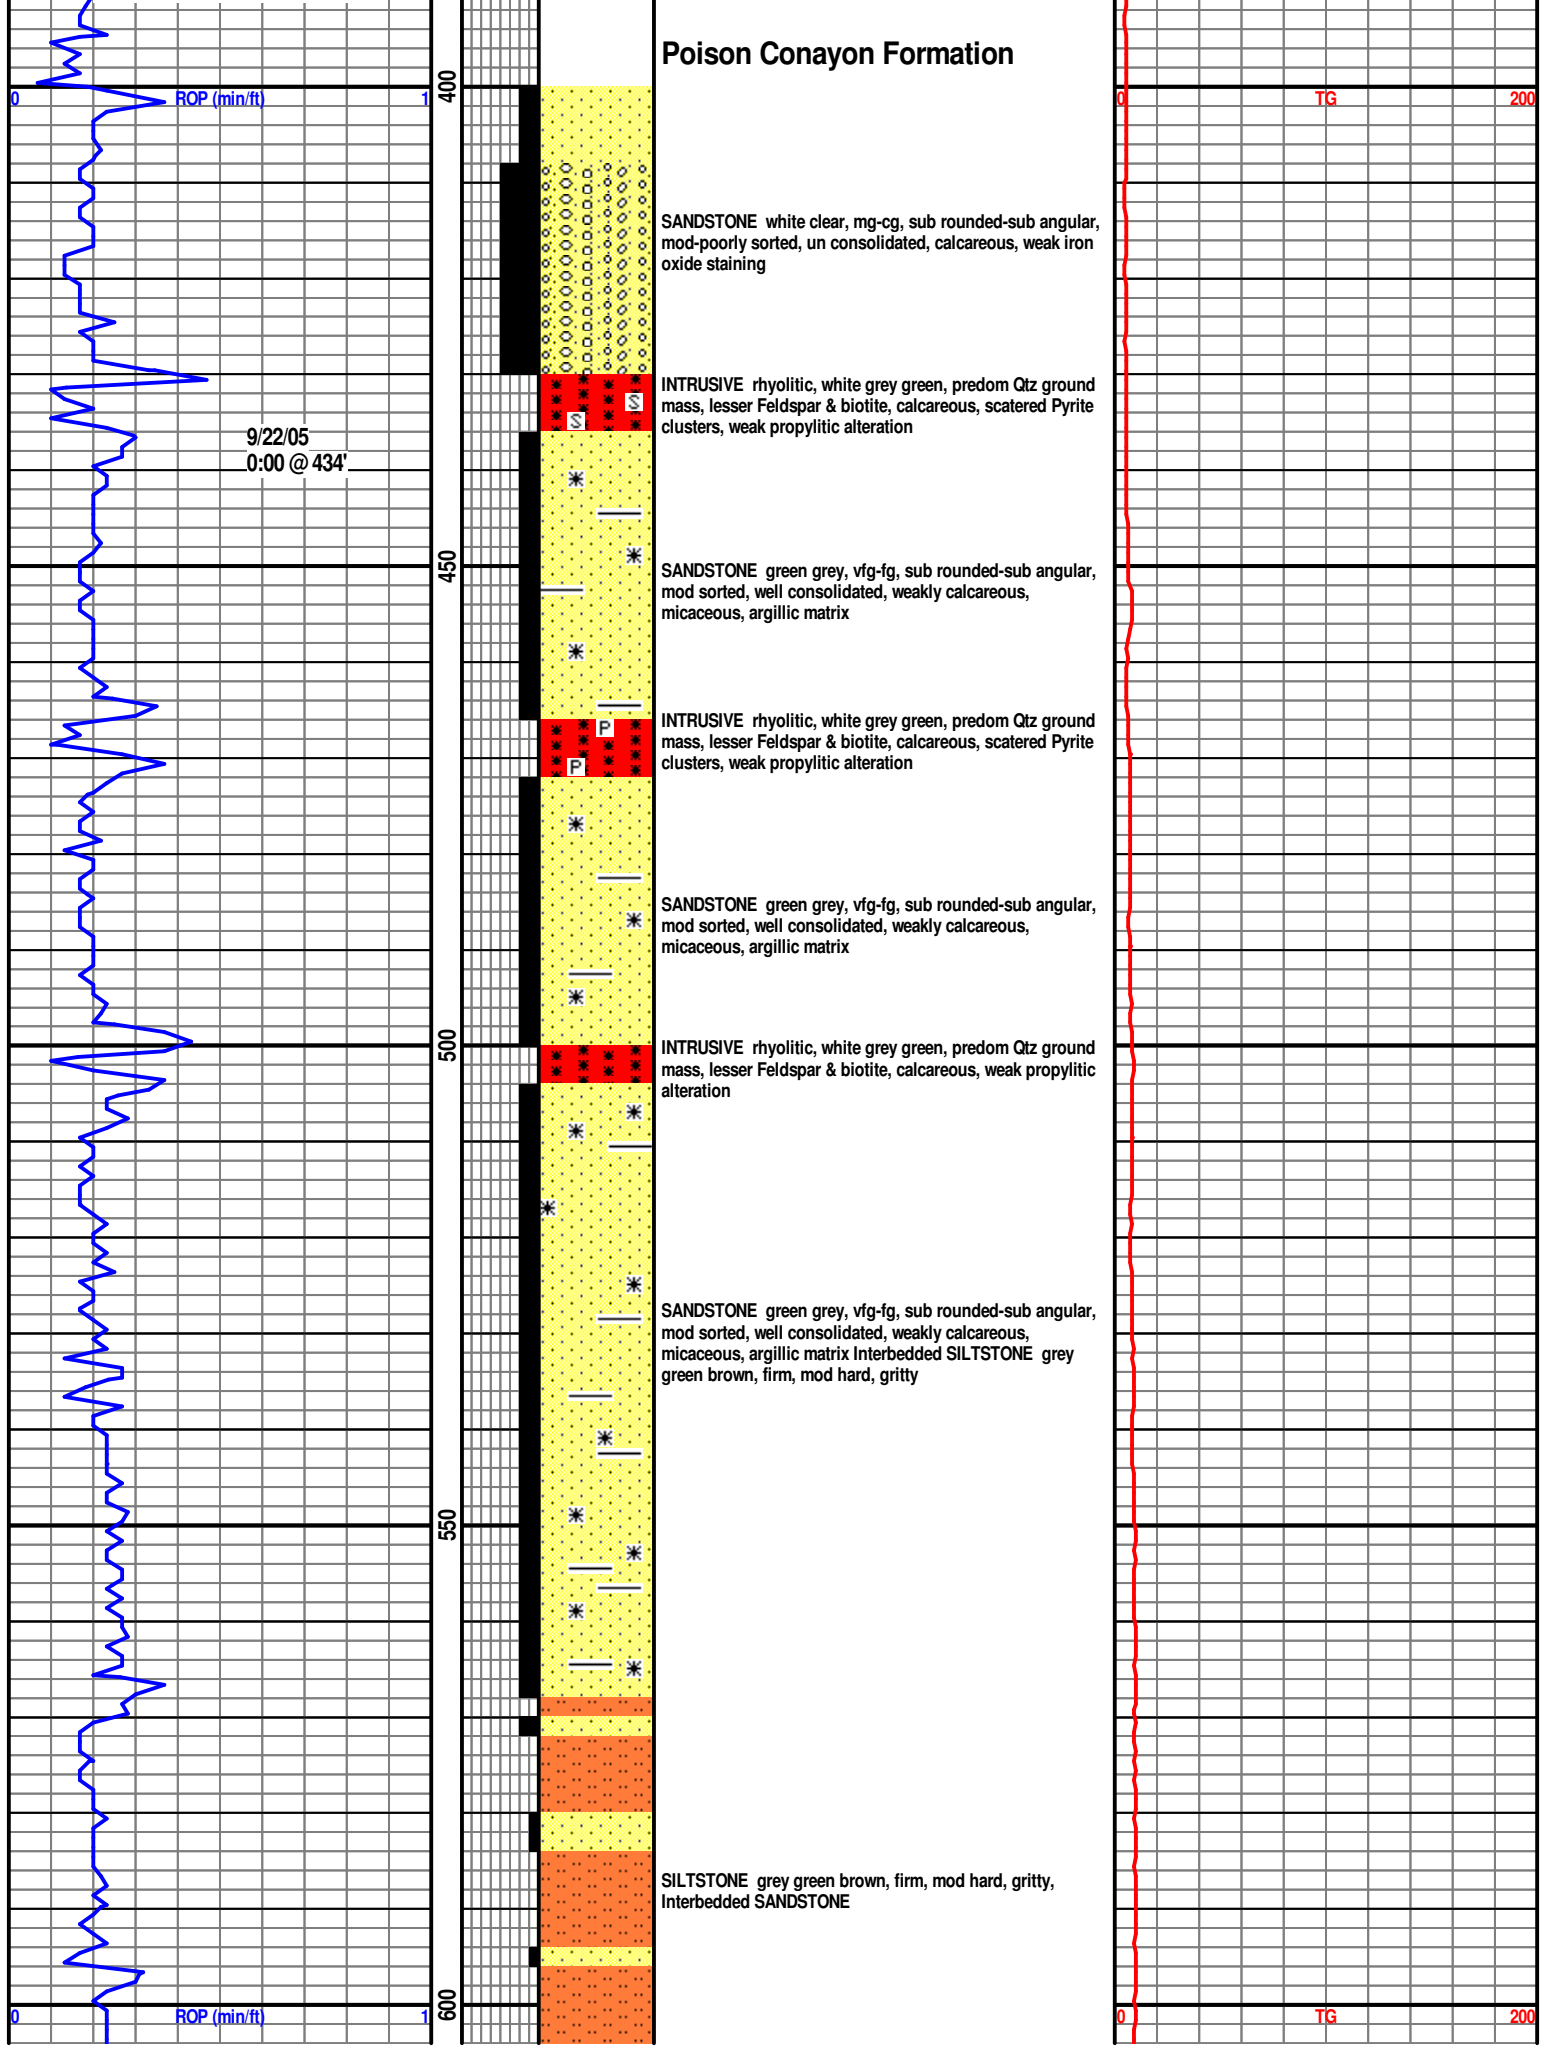 Poison Conayon Formation
0 ROP (min/ft) 1
400
0 TG 200
SANDSTONE white clear, mg-cg, sub rounded-sub angular,
mod-poorly sorted, un consolidated, calcareous, weak iron
oxide staining
INTRUSIVE rhyolitic, white grey green, predom Qtz ground
mass, lesser Feldspar & biotite, calcareous, scatered Pyrite
clusters, weak propylitic alteration
S
S
9/22/05
0:00 @ 434'
450
SANDSTONE green grey, vfg-fg, sub rounded-sub angular,
mod sorted, well consolidated, weakly calcareous,
micaceous, argillic matrix
INTRUSIVE rhyolitic, white grey green, predom Qtz ground
mass, lesser Feldspar & biotite, calcareous, scatered Pyrite
clusters, weak propylitic alteration
P
P
SANDSTONE green grey, vfg-fg, sub rounded-sub angular,
mod sorted, well consolidated, weakly calcareous,
micaceous, argillic matrix
500
INTRUSIVE rhyolitic, white grey green, predom Qtz ground
mass, lesser Feldspar & biotite, calcareous, weak propylitic
alteration
SANDSTONE green grey, vfg-fg, sub rounded-sub angular,
mod sorted, well consolidated, weakly calcareous,
micaceous, argillic matrix Interbedded SILTSTONE grey
green brown, firm, mod hard, gritty
550
SILTSTONE grey green brown, firm, mod hard, gritty,
Interbedded SANDSTONE
0 ROP (min/ft) 1
600
0 TG 200